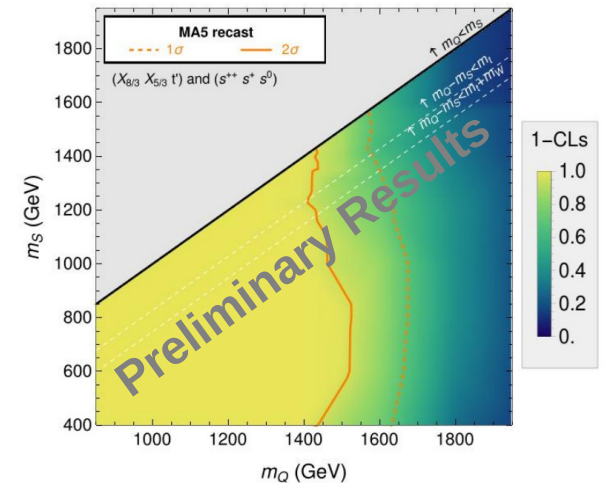 MA5 recast
1σ 2σ
(X8/3 X5/3 t') and (s++ s+ s0)
↑ mQ<mS
↑ mQ-mS<mt
↑ mQ-mS<mt+mW
Preliminary Results
1800
1600
1400
1200
1000
800
600
400
mS (GeV)
1000 1200 1400 1600 1800
mQ (GeV)
1-CLs
1.0
0.8
0.6
0.4
0.2
0.